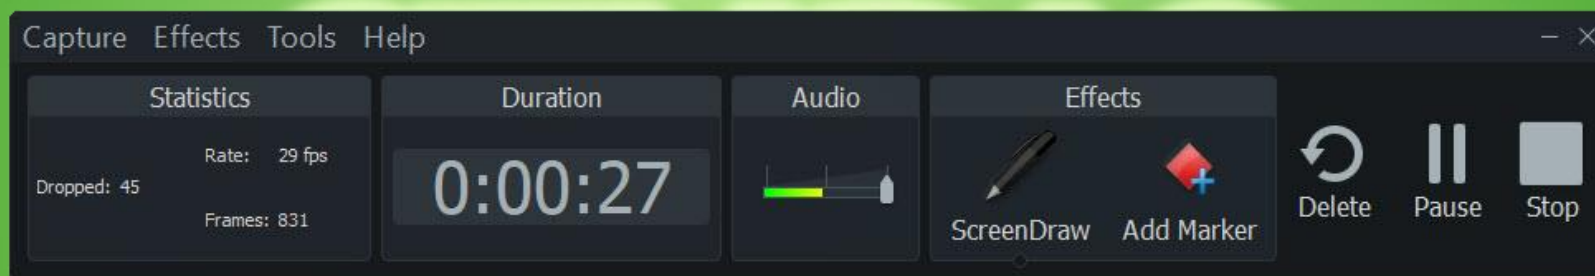 Capture Effects Tools Help
Statistics
Dropped: 45
Rate: 29 fps
Frames: 831
Duration
0:00:27
Audio
Effects
ScreenDraw Add Marker
Delete Pause Stop